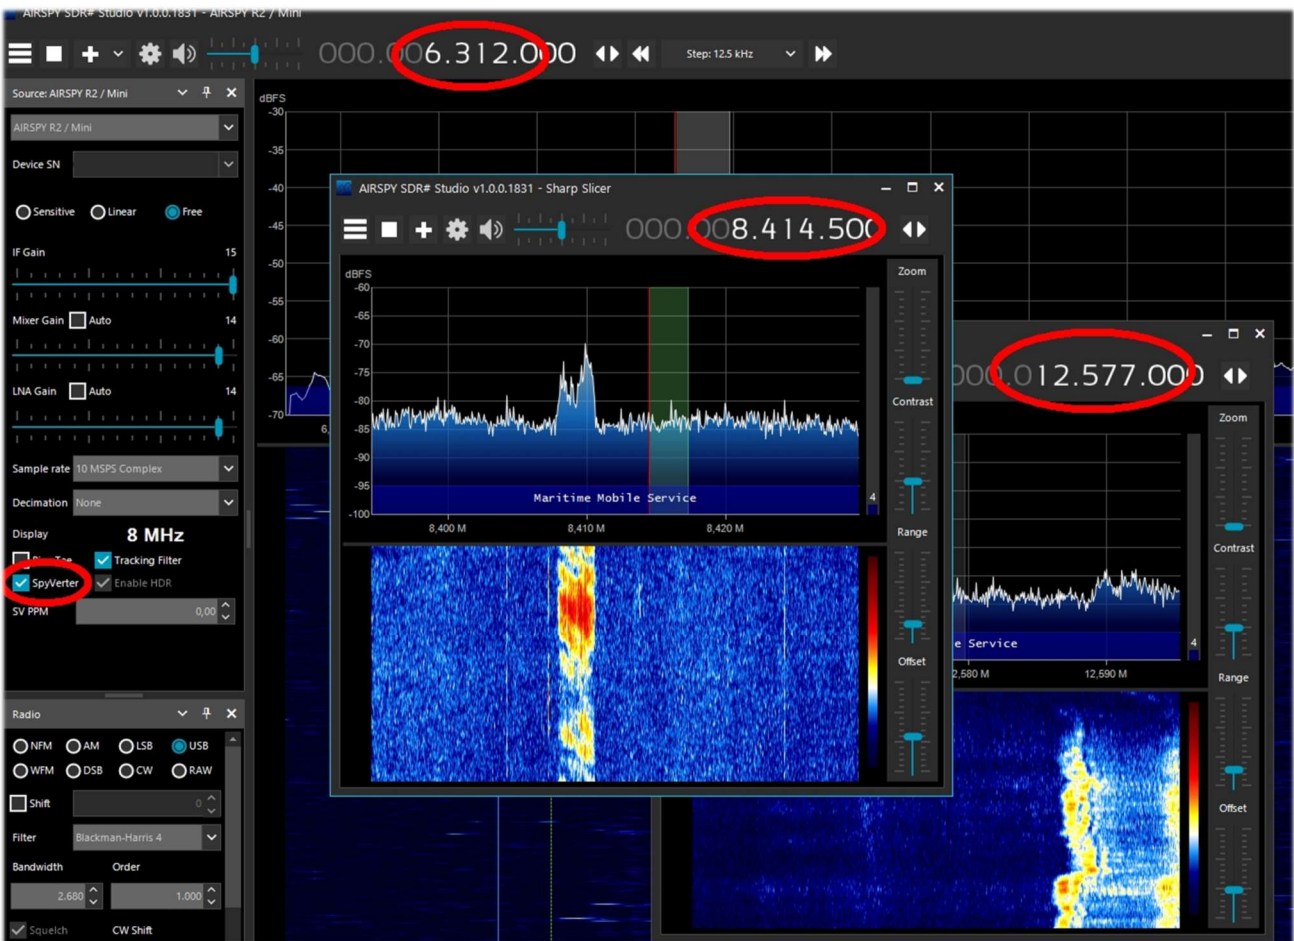 AIRSPY SDR# Studio v1.0.0.1831 - AIRSPY R2 / Mini
000.006.312.000
Step: 12.5 kHz
Source: AIRSPY R2 / Mini
AIRSPY R2 / Mini
Device SN
Sensitive Linear Free
IF Gain 15
Mixer Gain Auto 14
LNA Gain Auto 14
Sample rate 10 MSPS Complex
Decimation None
Display 8 MHz
Tracking Filter
SpyVerter Enable HDR
SV PPM 0,00
Radio
NFM AM LSB USB
WFM DSB CW RAW
Shift 0
Filter Blackman-Harris 4
Bandwidth Order
2.680 1.000
Squelch CW Shift
dBFS
-30
-35
-40
-45
-50
-55
-60
-65
-70
6,
AIRSPY SDR# Studio v1.0.0.1831 - Sharp Slicer
000.008.414.500
dBFS
-60
-65
-70
-75
-80
-85
-90
-95
-100
Maritime Mobile Service
4
8,400 M 8,410 M 8,420 M
Zoom
Contrast
Range
Offset
000.012.577.000
e Service
4
2,580 M 12,590 M
Zoom
Contrast
Range
Offset